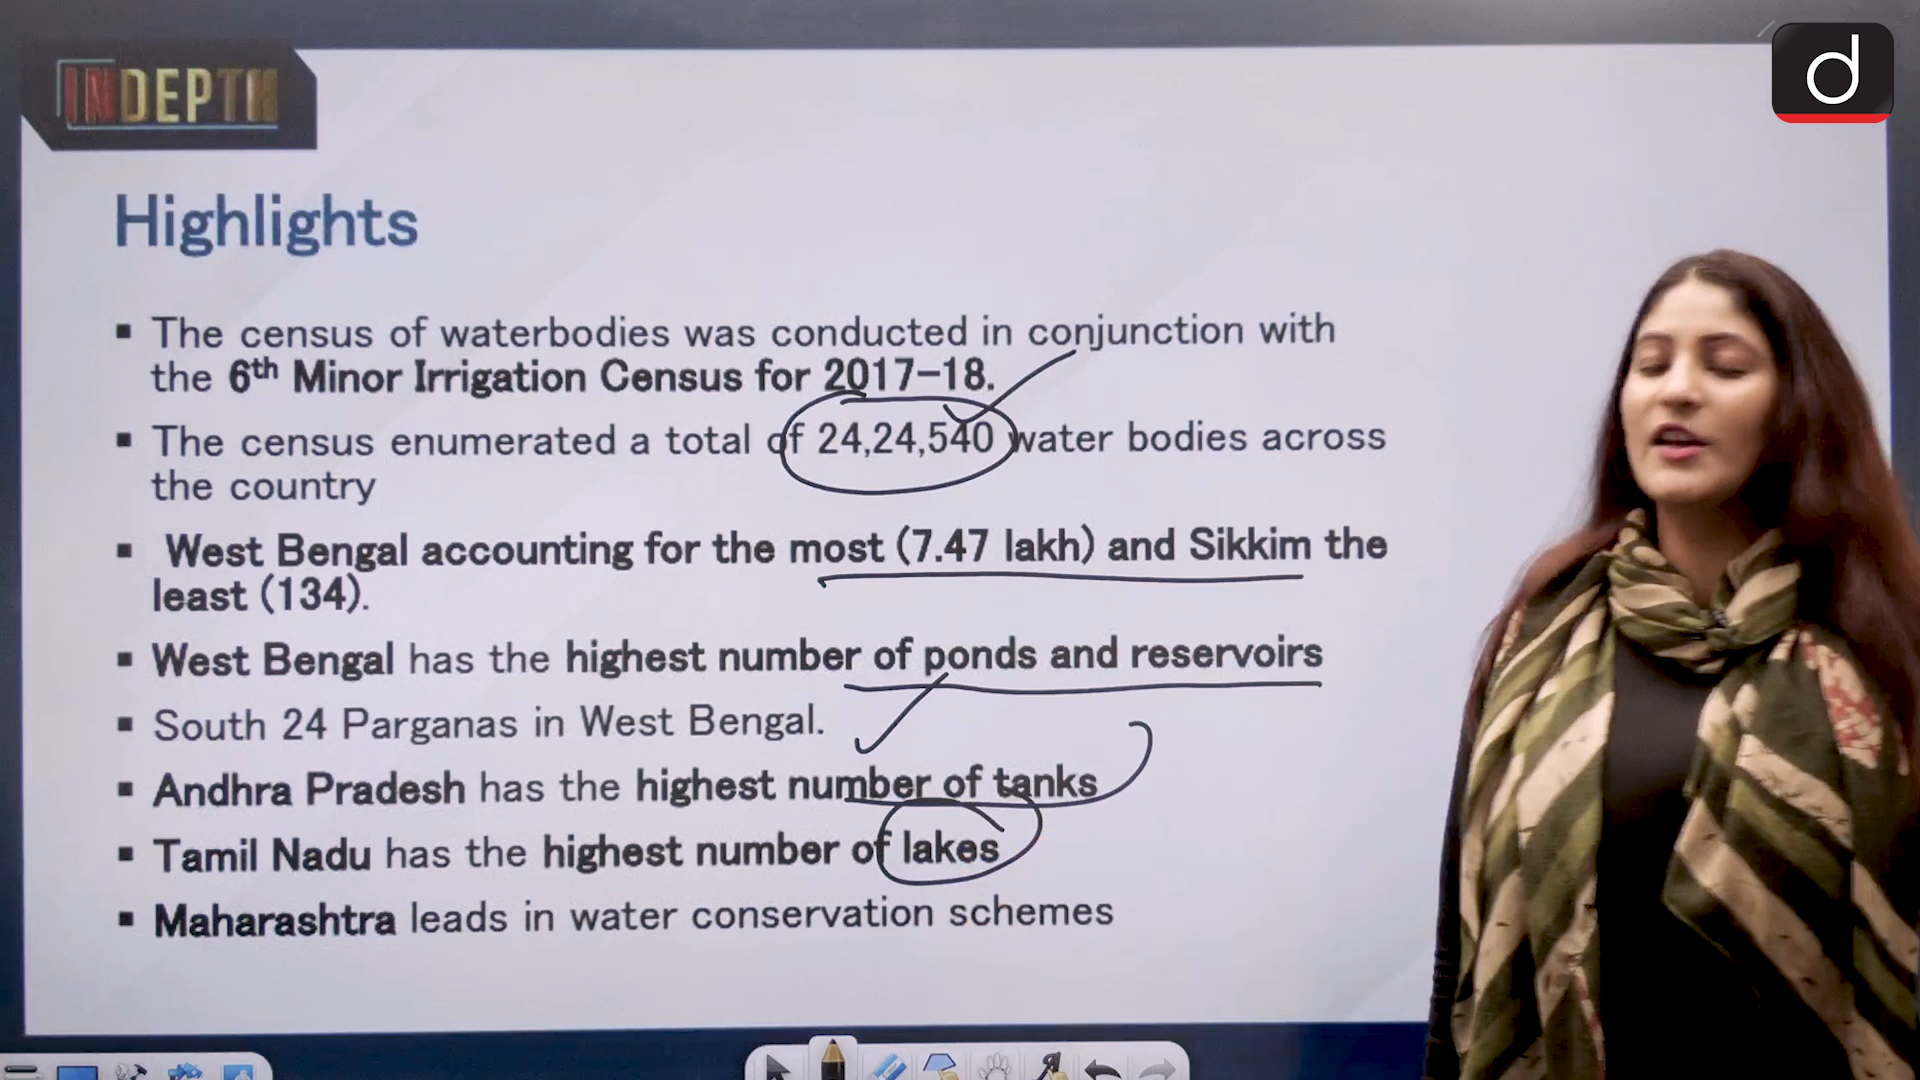 INDEPTH
d
Highlights
▪ The census of waterbodies was conducted in conjunction with
the 6th Minor Irrigation Census for 2017-18.
▪ The census enumerated a total of 24,24,540 water bodies across
the country
▪ West Bengal accounting for the most (7.47 lakh) and Sikkim the
least (134).
▪ West Bengal has the highest number of ponds and reservoirs
▪ South 24 Parganas in West Bengal.
▪ Andhra Pradesh has the highest number of tanks
▪ Tamil Nadu has the highest number of lakes
▪ Maharashtra leads in water conservation schemes